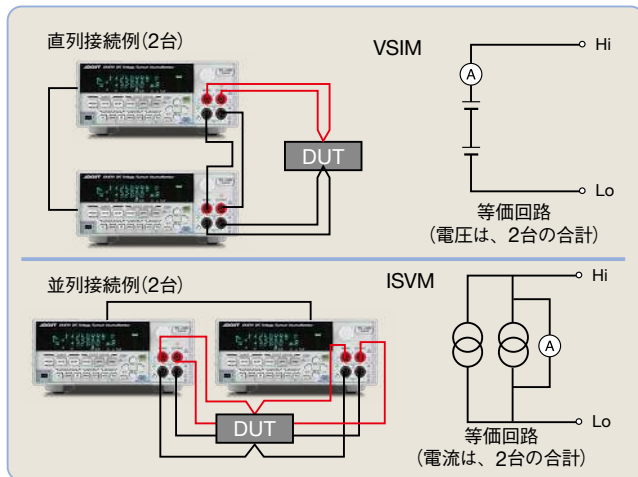 直列接続例(2台)
VSIM
Hi
A
DUT
Lo
等価回路
(電圧は、2台の合計)
並列接続例(2台)
ISVM
Hi
A
DUT
Lo
等価回路
(電流は、2台の合計)